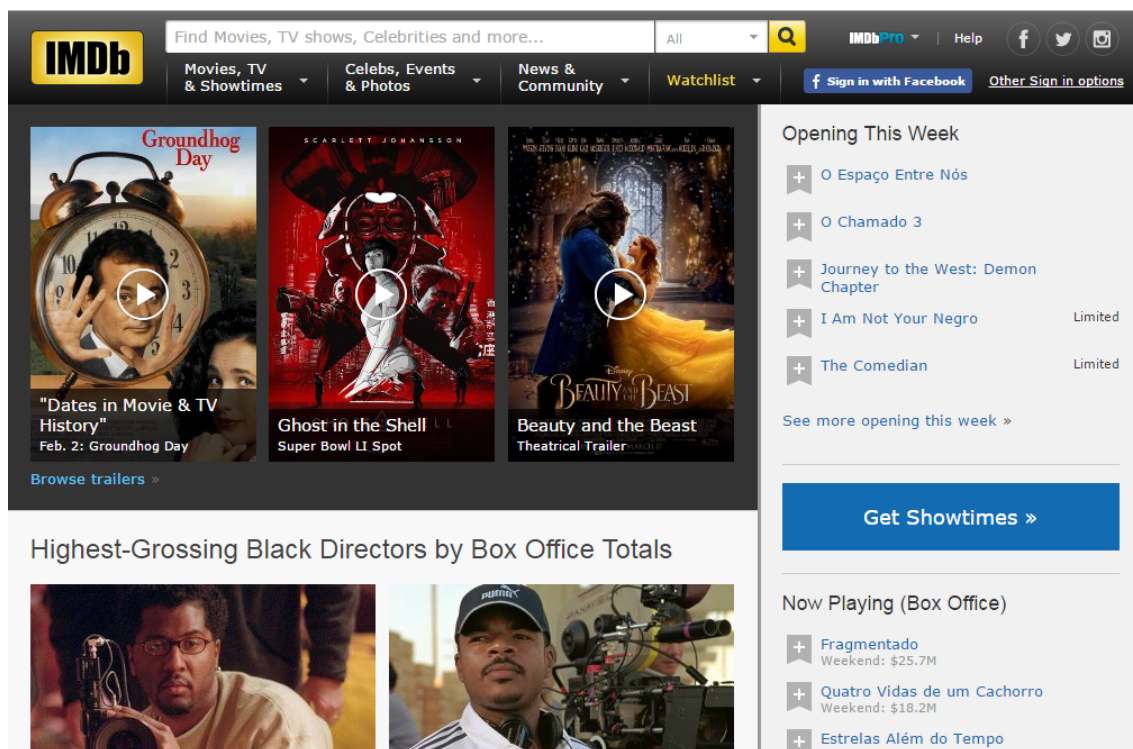 IMDb
Find Movies, TV shows, Celebrities and more...
All
IMDbPro
Help
Movies, TV
& Showtimes
Celebs, Events
& Photos
News &
Community
Watchlist
Sign in with Facebook
Other Sign in options
Groundhog
Day
"Dates in Movie & TV
History"
Feb. 2: Groundhog Day
SCARLETT JOHANSSON
Ghost in the Shell
Super Bowl LI Spot
Disney
BEAUTY AND THE BEAST
Beauty and the Beast
Theatrical Trailer
Browse trailers »
Opening This Week
O Espaço Entre Nós
O Chamado 3
Journey to the West: Demon
Chapter
I Am Not Your Negro
Limited
The Comedian
Limited
See more opening this week »
Get Showtimes »
Highest-Grossing Black Directors by Box Office Totals
PUMA
Now Playing (Box Office)
Fragmentado
Weekend: $25.7M
Quatro Vidas de um Cachorro
Weekend: $18.2M
Estrelas Além do Tempo